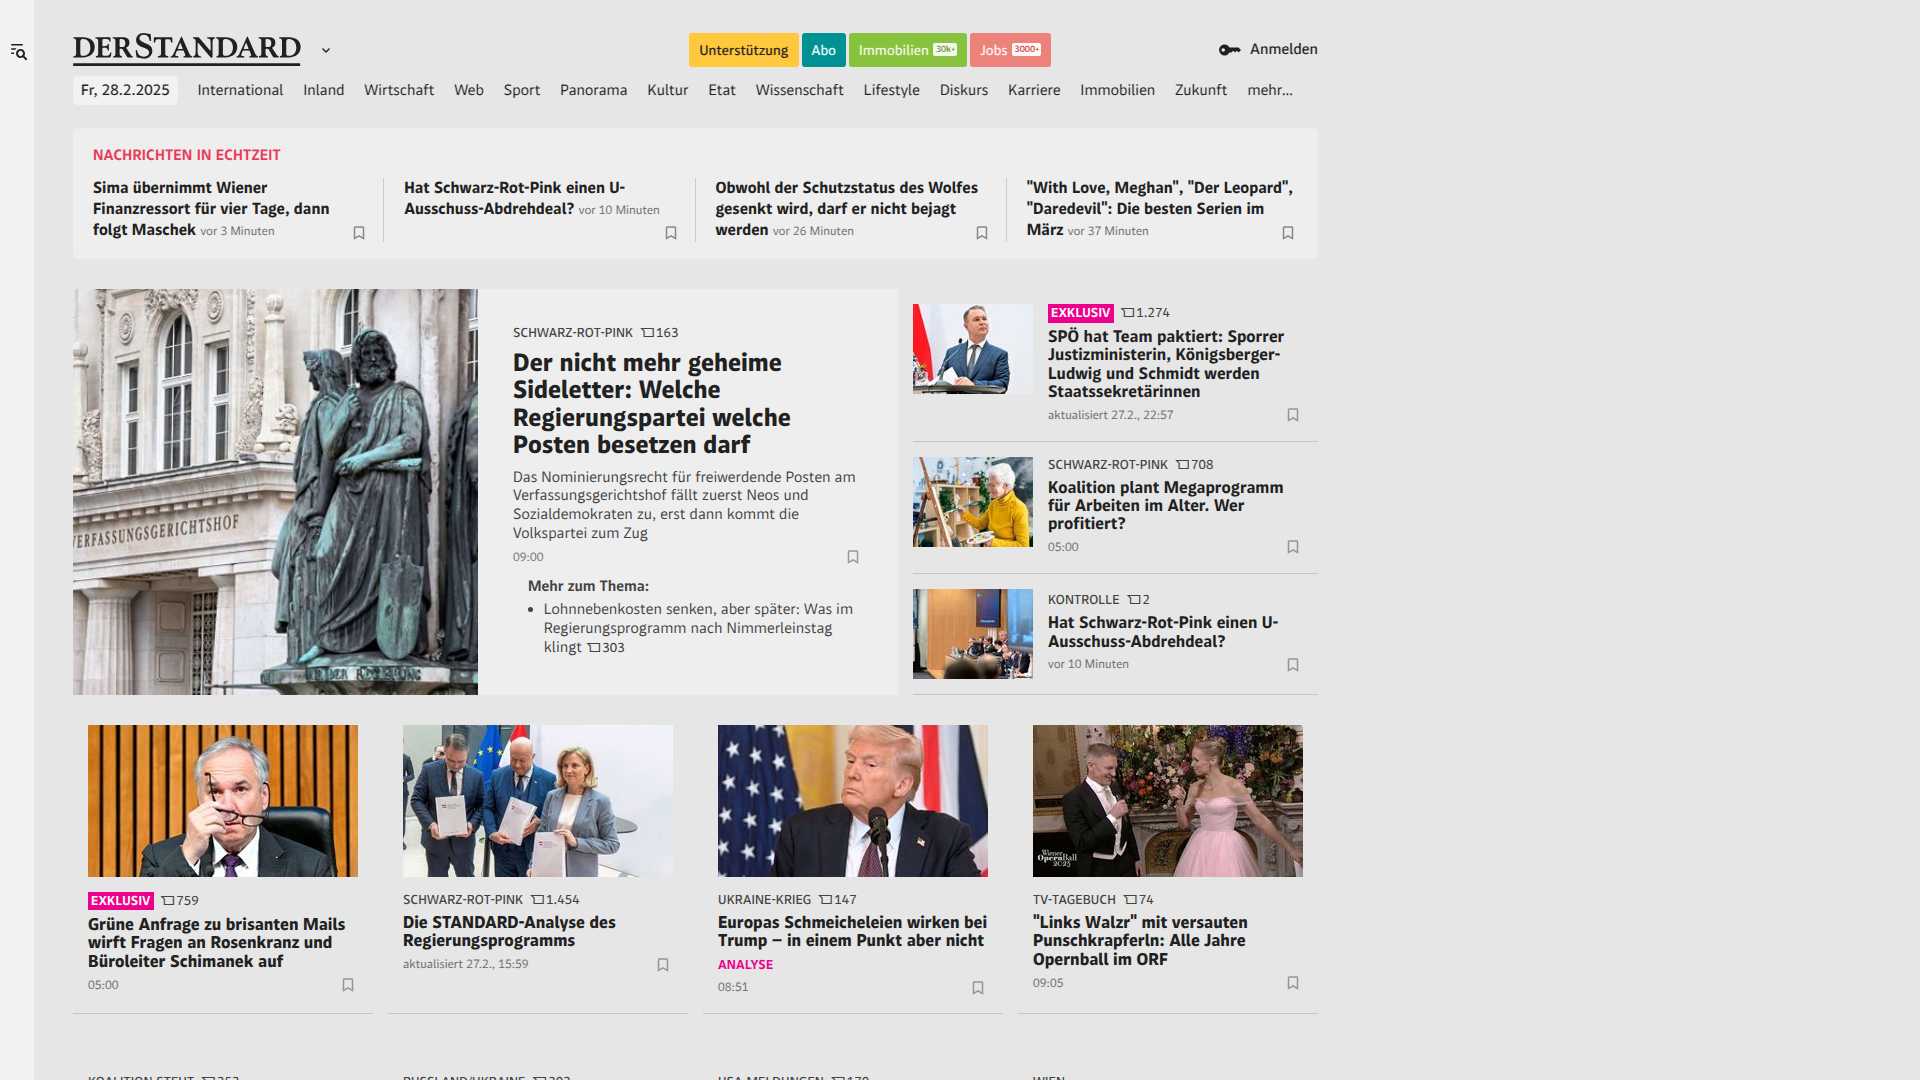 DERSTANDARD
Unterstützung
Abo
Immobilien 30k+
Jobs 3000+
Anmelden
Fr, 28.2.2025
International
Inland
Wirtschaft
Web
Sport
Panorama
Kultur
Etat
Wissenschaft
Lifestyle
Diskurs
Karriere
Immobilien
Zukunft
mehr...
NACHRICHTEN IN ECHTZEIT
Sima übernimmt Wiener
Finanzressort für vier Tage, dann
folgt Maschek vor 3 Minuten
Hat Schwarz-Rot-Pink einen U-
Ausschuss-Abdrehdeal? vor 10 Minuten
Obwohl der Schutzstatus des Wolfes
gesenkt wird, darf er nicht bejagt
werden vor 26 Minuten
"With Love, Meghan", "Der Leopard",
"Daredevil": Die besten Serien im
März vor 37 Minuten
VERFASSUNGSGERICHTSHOF
SCHWARZ-ROT-PINK 163
Der nicht mehr geheime
Sideletter: Welche
Regierungspartei welche
Posten besetzen darf
Das Nominierungsrecht für freiwerdende Posten am
Verfassungsgerichtshof fällt zuerst Neos und
Sozialdemokraten zu, erst dann kommt die
Volkspartei zum Zug
09:00
Mehr zum Thema:
• Lohnnebenkosten senken, aber später: Was im
Regierungsprogramm nach Nimmerleinstag
klingt 303
EXKLUSIV 1.274
SPÖ hat Team paktiert: Sporrer
Justizministerin, Königsberger-
Ludwig und Schmidt werden
Staatssekretärinnen
aktualisiert 27.2., 22:57
SCHWARZ-ROT-PINK 708
Koalition plant Megaprogramm
für Arbeiten im Alter. Wer
profitiert?
05:00
KONTROLLE 2
Hat Schwarz-Rot-Pink einen U-
Ausschuss-Abdrehdeal?
vor 10 Minuten
EXKLUSIV 759
Grüne Anfrage zu brisanten Mails
wirft Fragen an Rosenkranz und
Büroleiter Schimanek auf
05:00
SCHWARZ-ROT-PINK 1.454
Die STANDARD-Analyse des
Regierungsprogramms
aktualisiert 27.2., 15:59
UKRAINE-KRIEG 147
Europas Schmeicheleien wirken bei
Trump – in einem Punkt aber nicht
ANALYSE
08:51
Wiener
OpernBall
2025
TV-TAGEBUCH 74
"Links Walzr" mit versauten
Punschkrapferln: Alle Jahre
Opernball im ORF
09:05